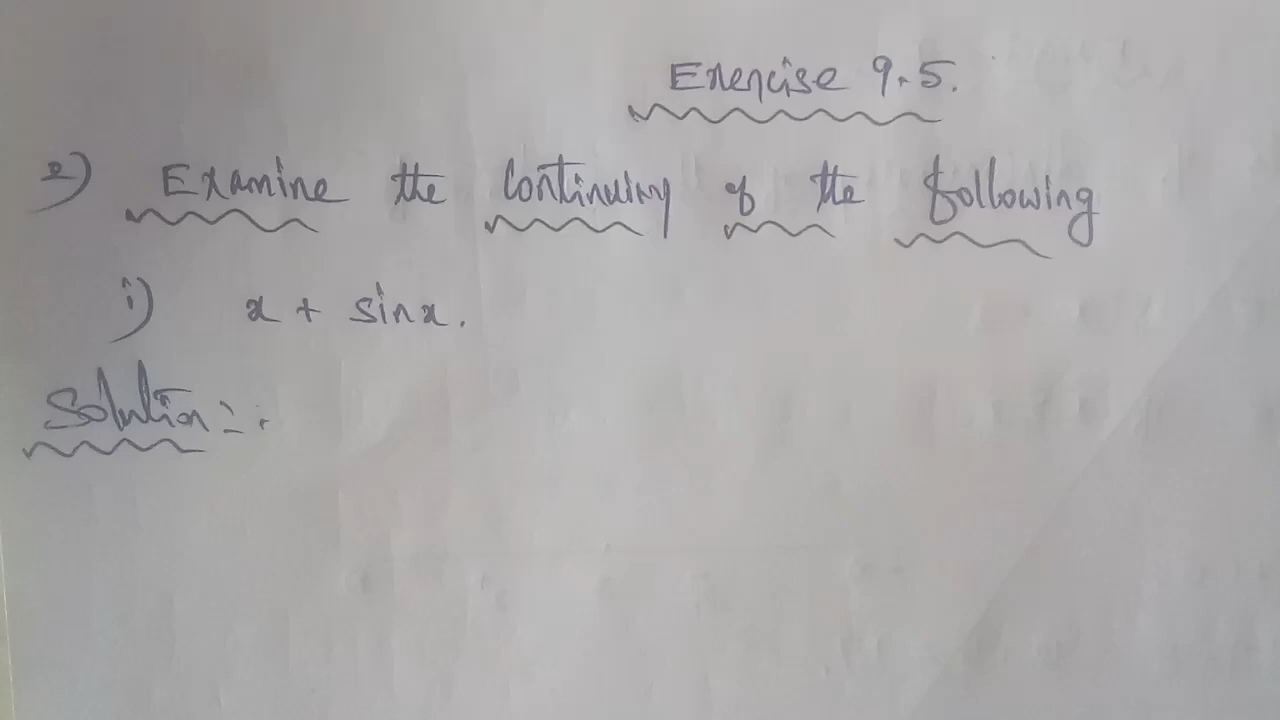 Exercise 9.5.
2) Examine the continuity of the following
i) x + sinx.
Solution:-